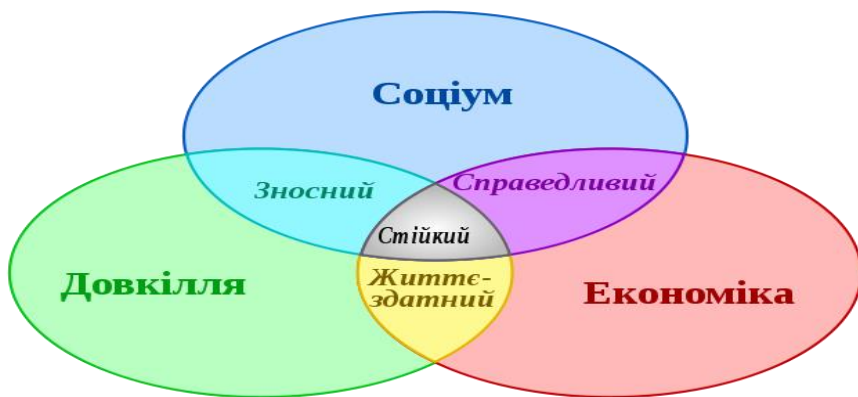 Соціум
Зносний
Справедливий
Стійкий
Довкілля
Життє-
здатний
Економіка